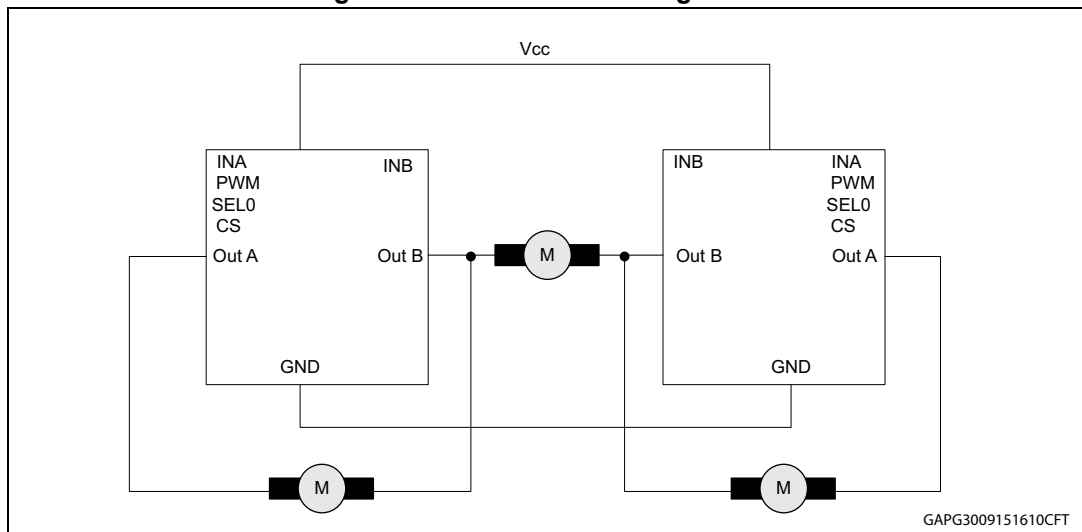 Vcc
INA
PWM
SEL0
CS
Out A
INB
Out B
GND
M
INB
Out B
INA
PWM
SEL0
CS
Out A
GND
M
M
GAPG3009151610CFT